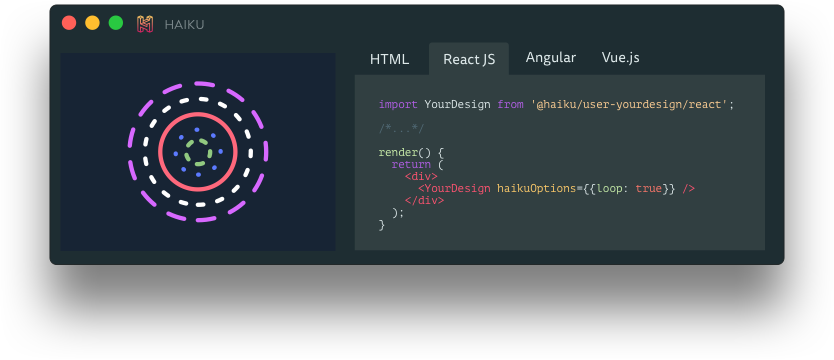 HAIKU
HTML React JS Angular Vue.js
import YourDesign from '@haiku/user-yourdesign/react';
/*...*/
render() {
return (
<div>
<YourDesign haikuOptions={{loop: true}} />
</div>
);
}